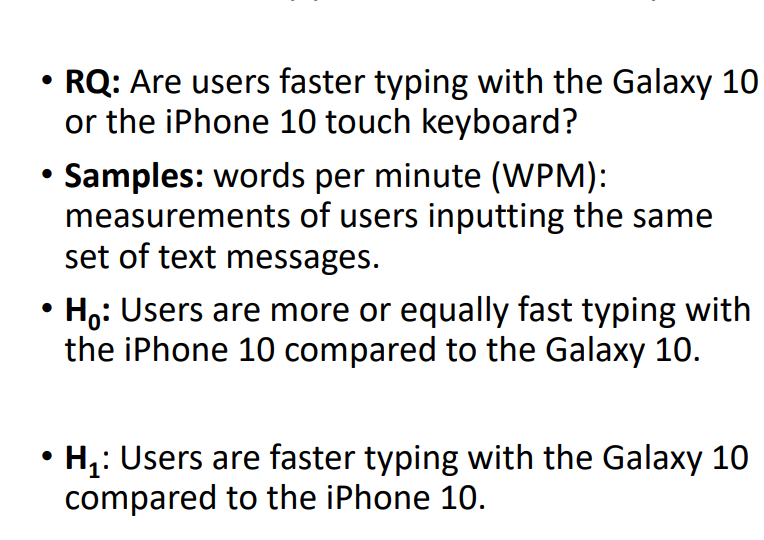 • RQ: Are users faster typing with the Galaxy 10
or the iPhone 10 touch keyboard?
• Samples: words per minute (WPM):
measurements of users inputting the same
set of text messages.
• H₀: Users are more or equally fast typing with
the iPhone 10 compared to the Galaxy 10.
• H₁: Users are faster typing with the Galaxy 10
compared to the iPhone 10.